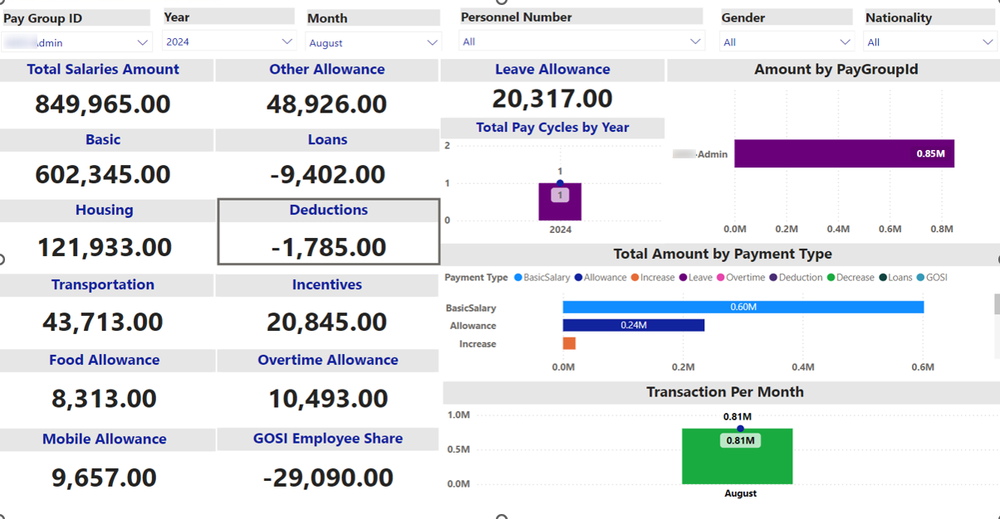 Pay Group ID
Year
Month
Personnel Number
Gender
Nationality
dmin
2024
August
All
All
All
Total Salaries Amount
849,965.00
Other Allowance
48,926.00
Leave Allowance
20,317.00
Basic
602,345.00
Loans
-9,402.00
Housing
121,933.00
Deductions
-1,785.00
Transportation
43,713.00
Incentives
20,845.00
Food Allowance
8,313.00
Overtime Allowance
10,493.00
Mobile Allowance
9,657.00
GOSI Employee Share
-29,090.00
Total Pay Cycles by Year
2
1
0
1
1
2024
Amount by PayGroupId
-Admin
0.85M
0.0M 0.2M 0.4M 0.6M 0.8M
Total Amount by Payment Type
Payment Type BasicSalary Allowance Increase Leave Overtime Deduction Decrease Loans GOSI
BasicSalary
0.60M
Allowance
0.24M
Increase
0.0M 0.2M 0.4M 0.6M
Transaction Per Month
1.0M
0.5M
0.0M
0.81M
0.81M
August